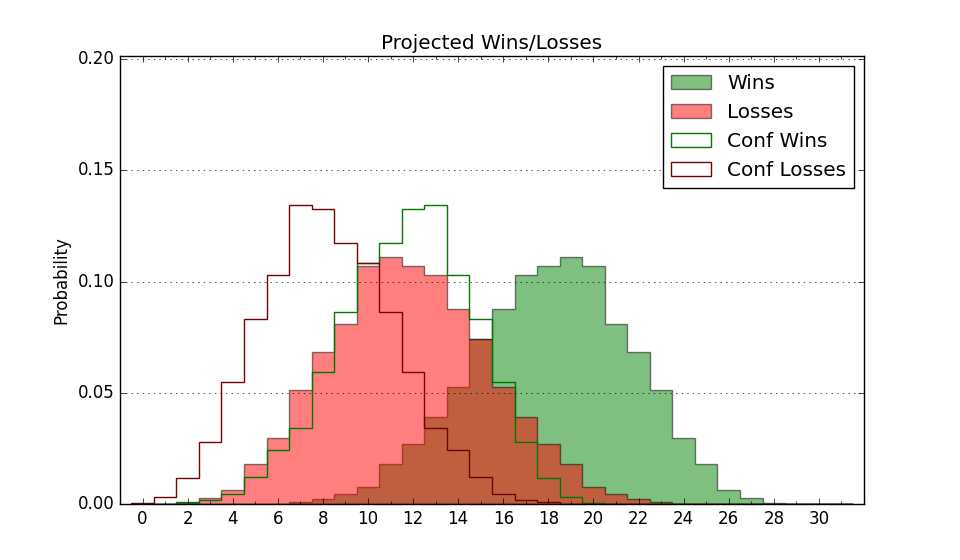 Projected Wins/Losses
0.20
0.15
0.10
0.05
0.00
Probability
Wins
Losses
Conf Wins
Conf Losses
0 2 4 6 8 10 12 14 16 18 20 22 24 26 28 30